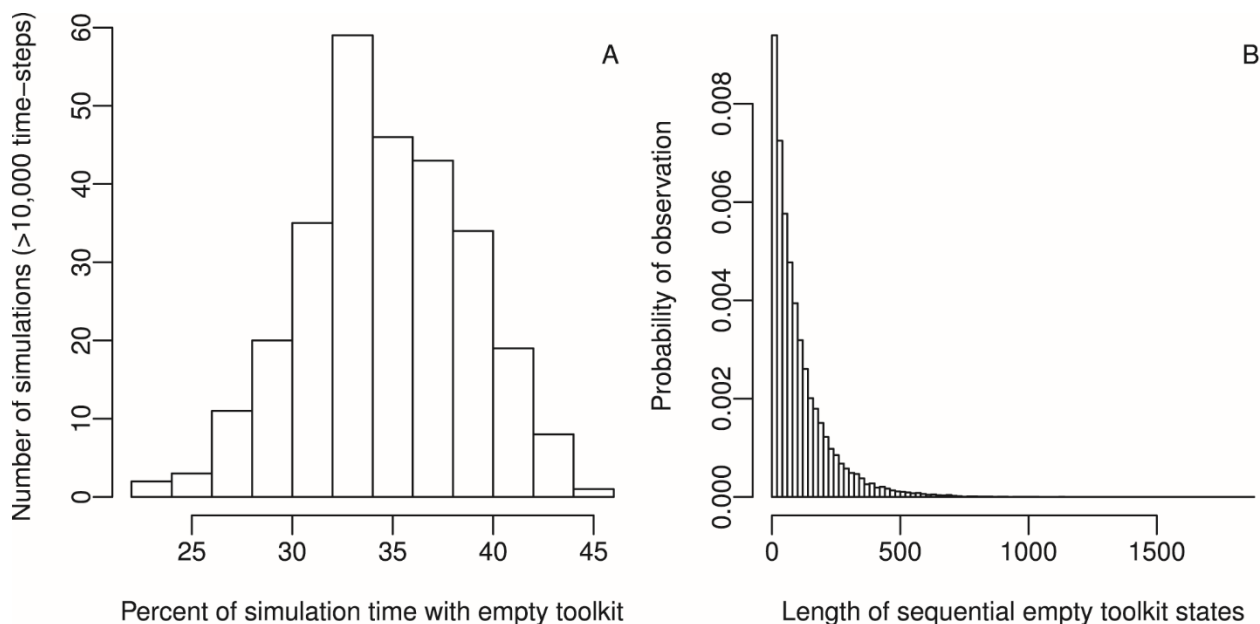 A
Number of simulations (>10,000 time−steps)
60
50
40
30
20
10
0
25 30 35 40 45
Percent of simulation time with empty toolkit
B
Probability of observation
0.008
0.006
0.004
0.002
0.000
0 500 1000 1500
Length of sequential empty toolkit states